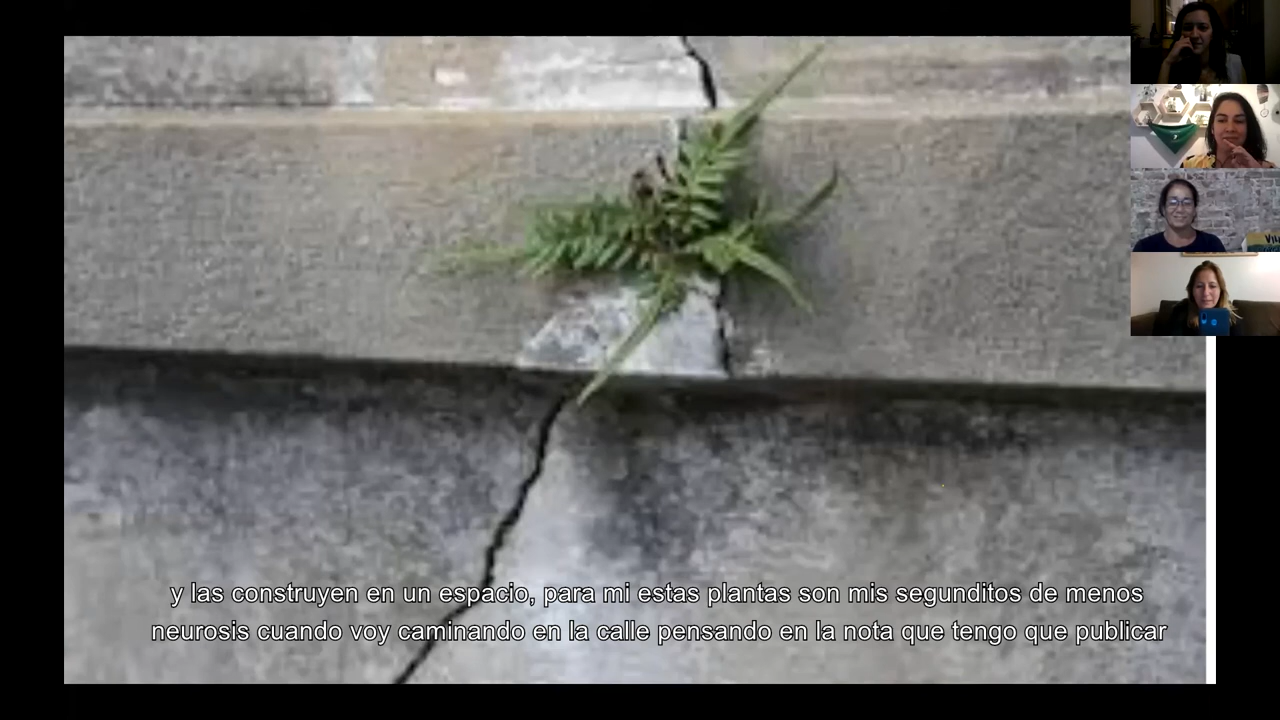 y las construyen en un espacio, para mi estas plantas son mis segunditos de menos
neurosis cuando voy caminando en la calle pensando en la nota que tengo que publicar